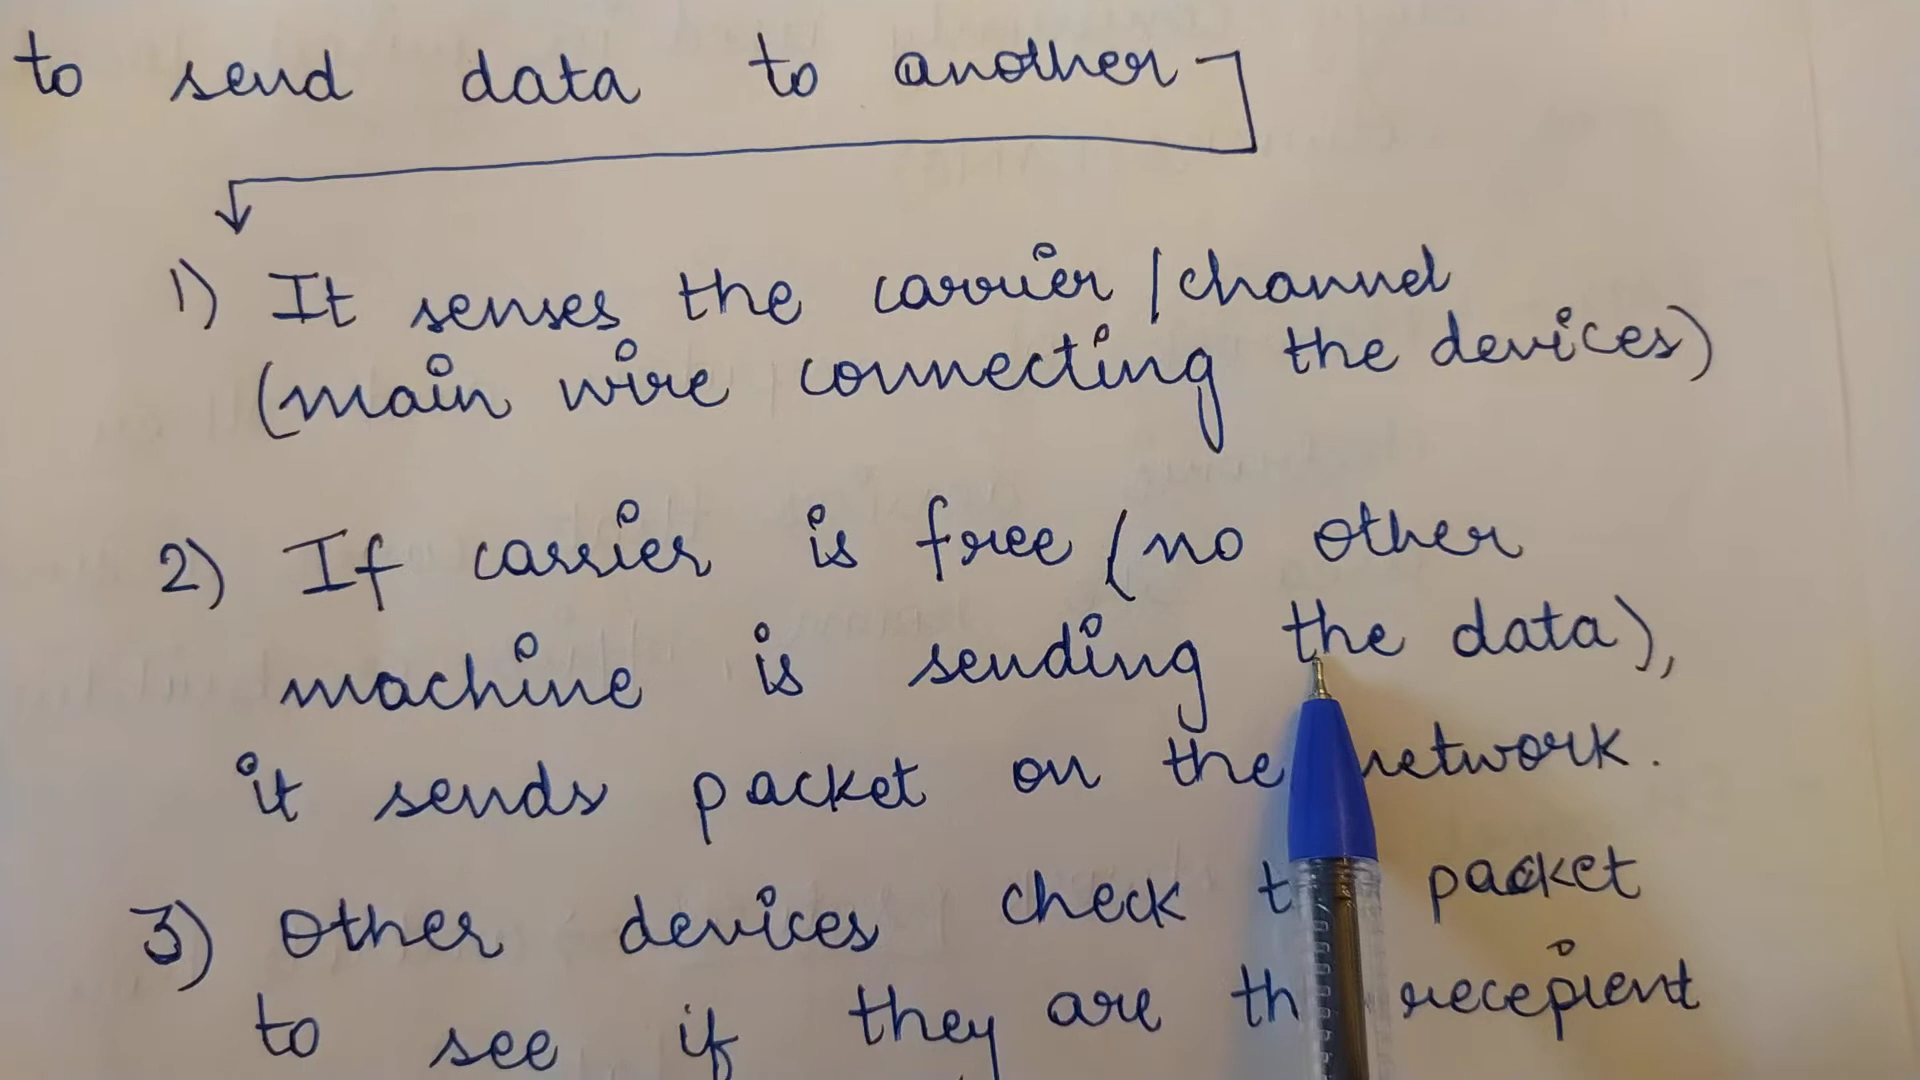 to send data to another
1) It senses the carrier / channel
(main wire connecting the devices)
2) If carrier is free (no other
machine is sending the data),
it sends packet on the network.
3) Other devices check t packet
to see if they are th recepient